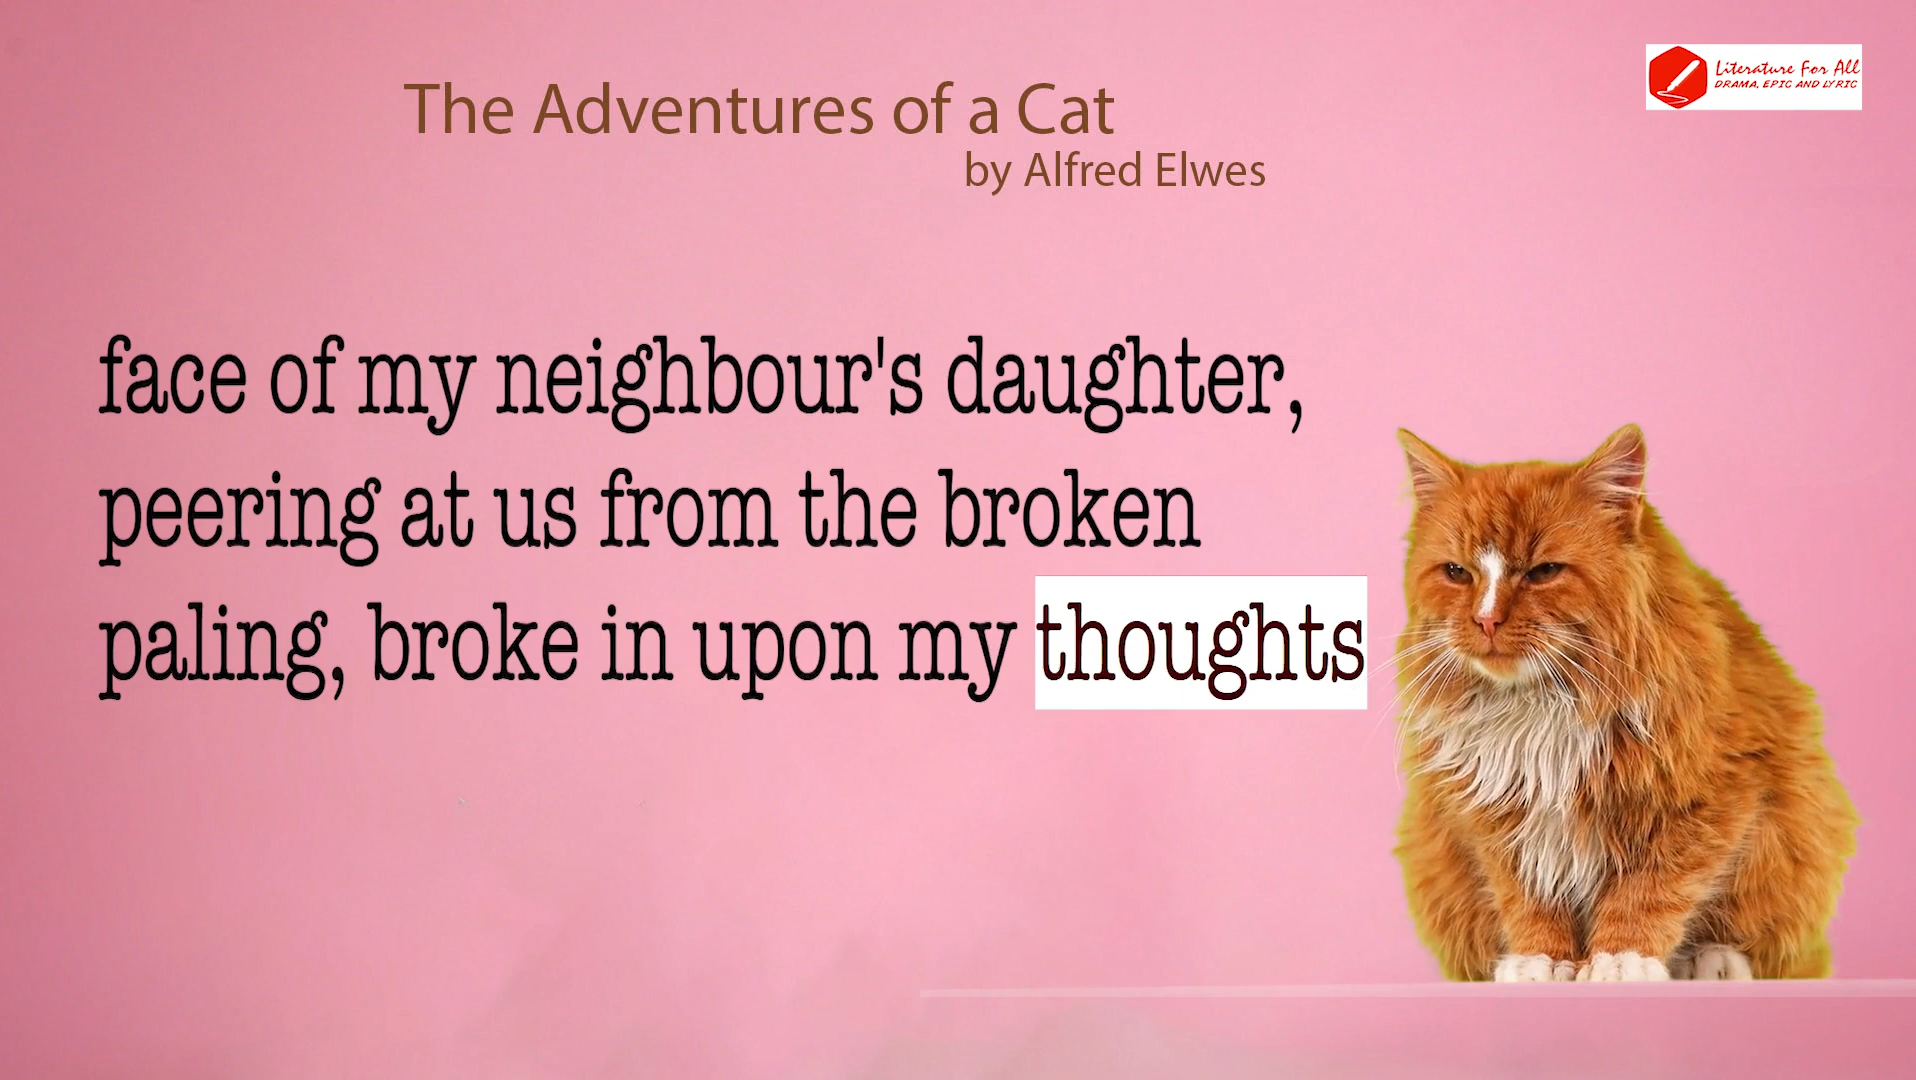 Literature For All
DRAMA, EPIC AND LYRIC
The Adventures of a Cat
by Alfred Elwes
face of my neighbour's daughter,
peering at us from the broken
paling, broke in upon my thoughts